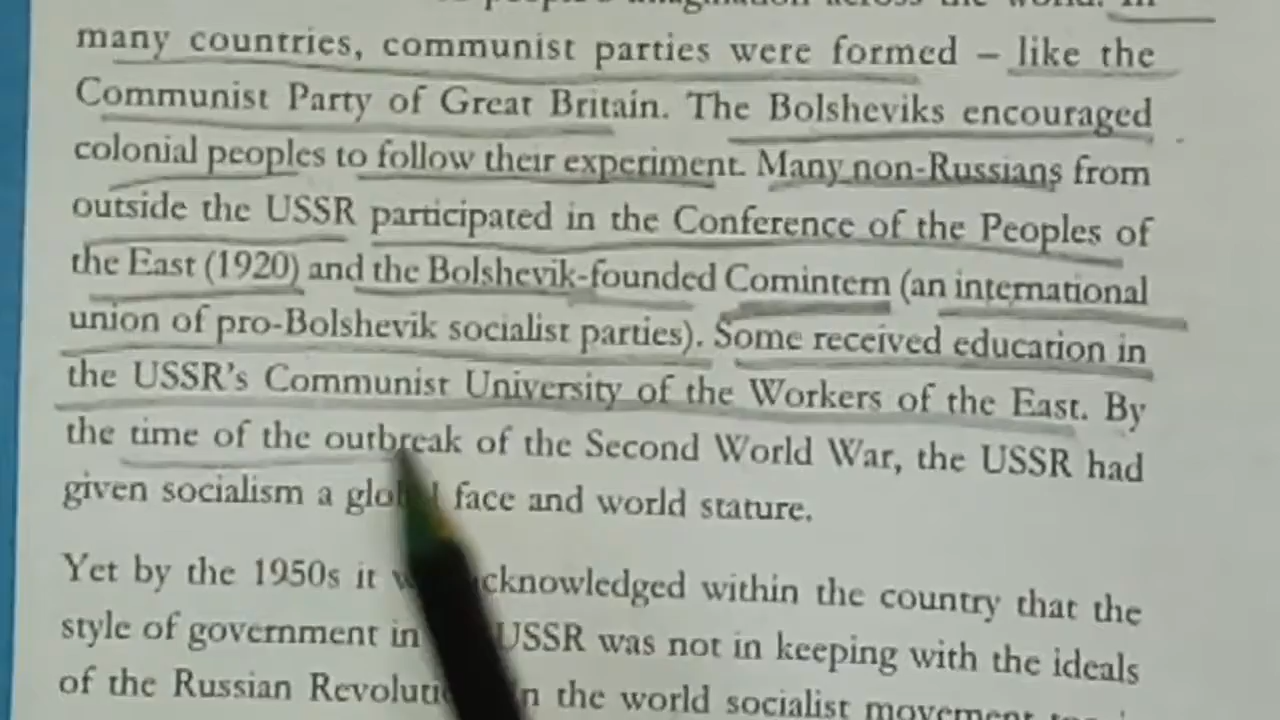 people's imagination across the world. In
many countries, communist parties were formed – like the
Communist Party of Great Britain. The Bolsheviks encouraged
colonial peoples to follow their experiment. Many non-Russians from
outside the USSR participated in the Conference of the Peoples of
the East (1920) and the Bolshevik-founded Comintern (an international
union of pro-Bolshevik socialist parties). Some received education in
the USSR's Communist University of the Workers of the East. By
the time of the outbreak of the Second World War, the USSR had
given socialism a global face and world stature.
Yet by the 1950s it acknowledged within the country that the
style of government in USSR was not in keeping with the ideals
of the Russian Revolution. In the world socialist movement